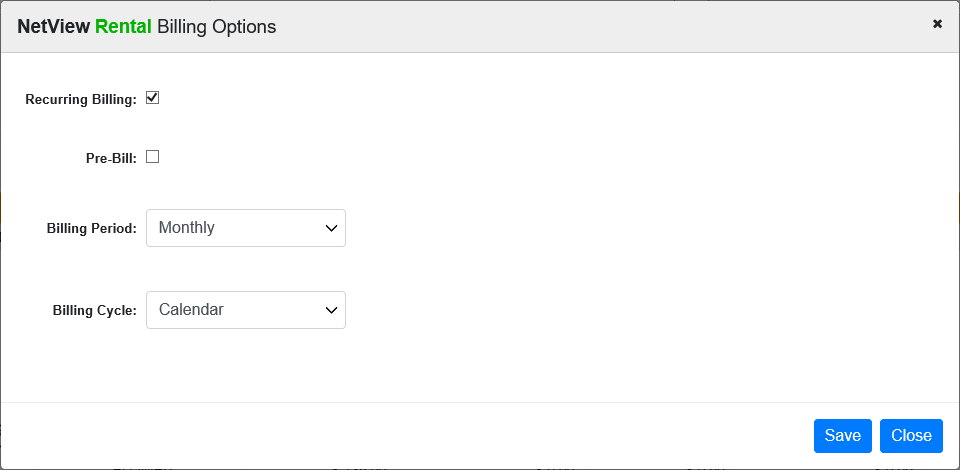 NetView Rental Billing Options
Recurring Billing:
Pre-Bill:
Billing Period: Monthly
Billing Cycle: Calendar
Save Close